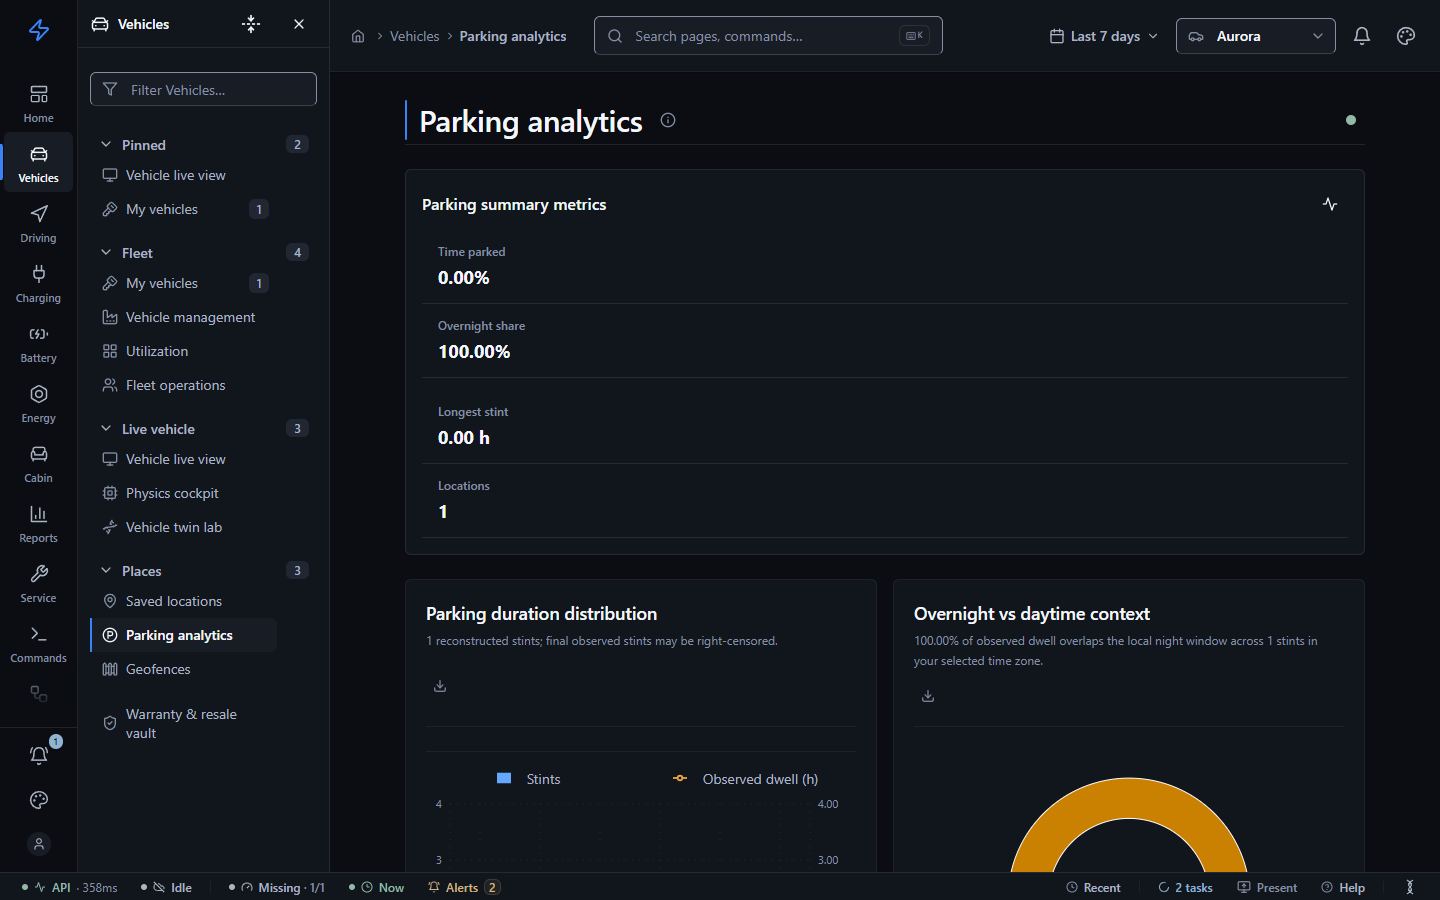 Vehicles
Home
Vehicles
Driving
Charging
Battery
Energy
Cabin
Reports
Service
Commands
1
Filter Vehicles...
Pinned 2
Vehicle live view
My vehicles 1
Fleet 4
My vehicles 1
Vehicle management
Utilization
Fleet operations
Live vehicle 3
Vehicle live view
Physics cockpit
Vehicle twin lab
Places 3
Saved locations
Parking analytics
Geofences
Warranty & resale
vault
Vehicles Parking analytics
Search pages, commands... K
Last 7 days
Aurora
Parking analytics
Parking summary metrics
Time parked
0.00%
Overnight share
100.00%
Longest stint
0.00 h
Locations
1
Parking duration distribution
1 reconstructed stints; final observed stints may be right-censored.
Stints Observed dwell (h)
4 4.00
3 3.00
Overnight vs daytime context
100.00% of observed dwell overlaps the local night window across 1 stints in
your selected time zone.
API · 358ms Idle Missing · 1/1 Now Alerts 2 Recent 2 tasks Present Help